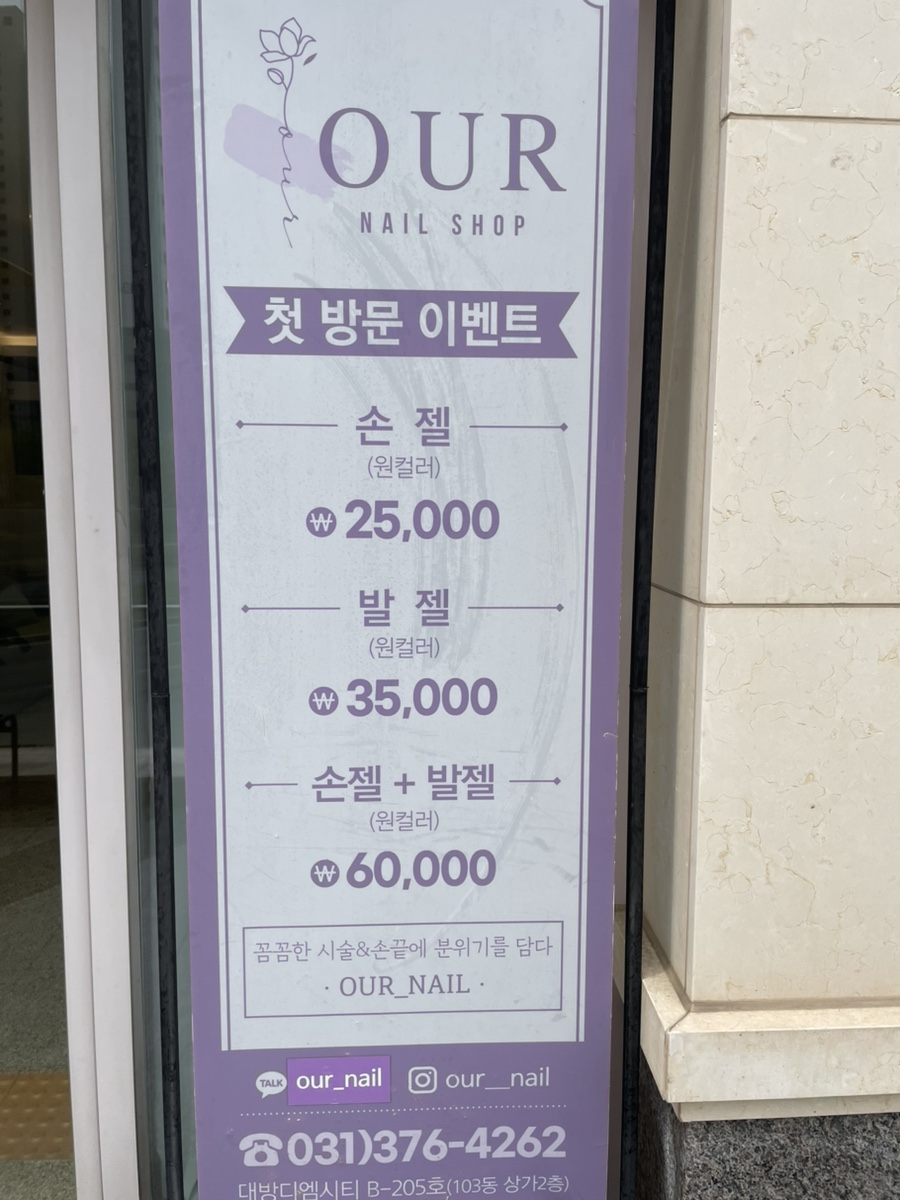 our
OUR
NAIL SHOP
첫 방문 이벤트
손 젤
(원컬러)
₩ 25,000
발 젤
(원컬러)
₩ 35,000
손젤 + 발젤
(원컬러)
₩ 60,000
꼼꼼한 시술&손끝에 분위기를 담다
· OUR_NAIL ·
TALK our_nail our__nail
☎031)376-4262
대방디엠시티 B-205호(103동 상가2층)